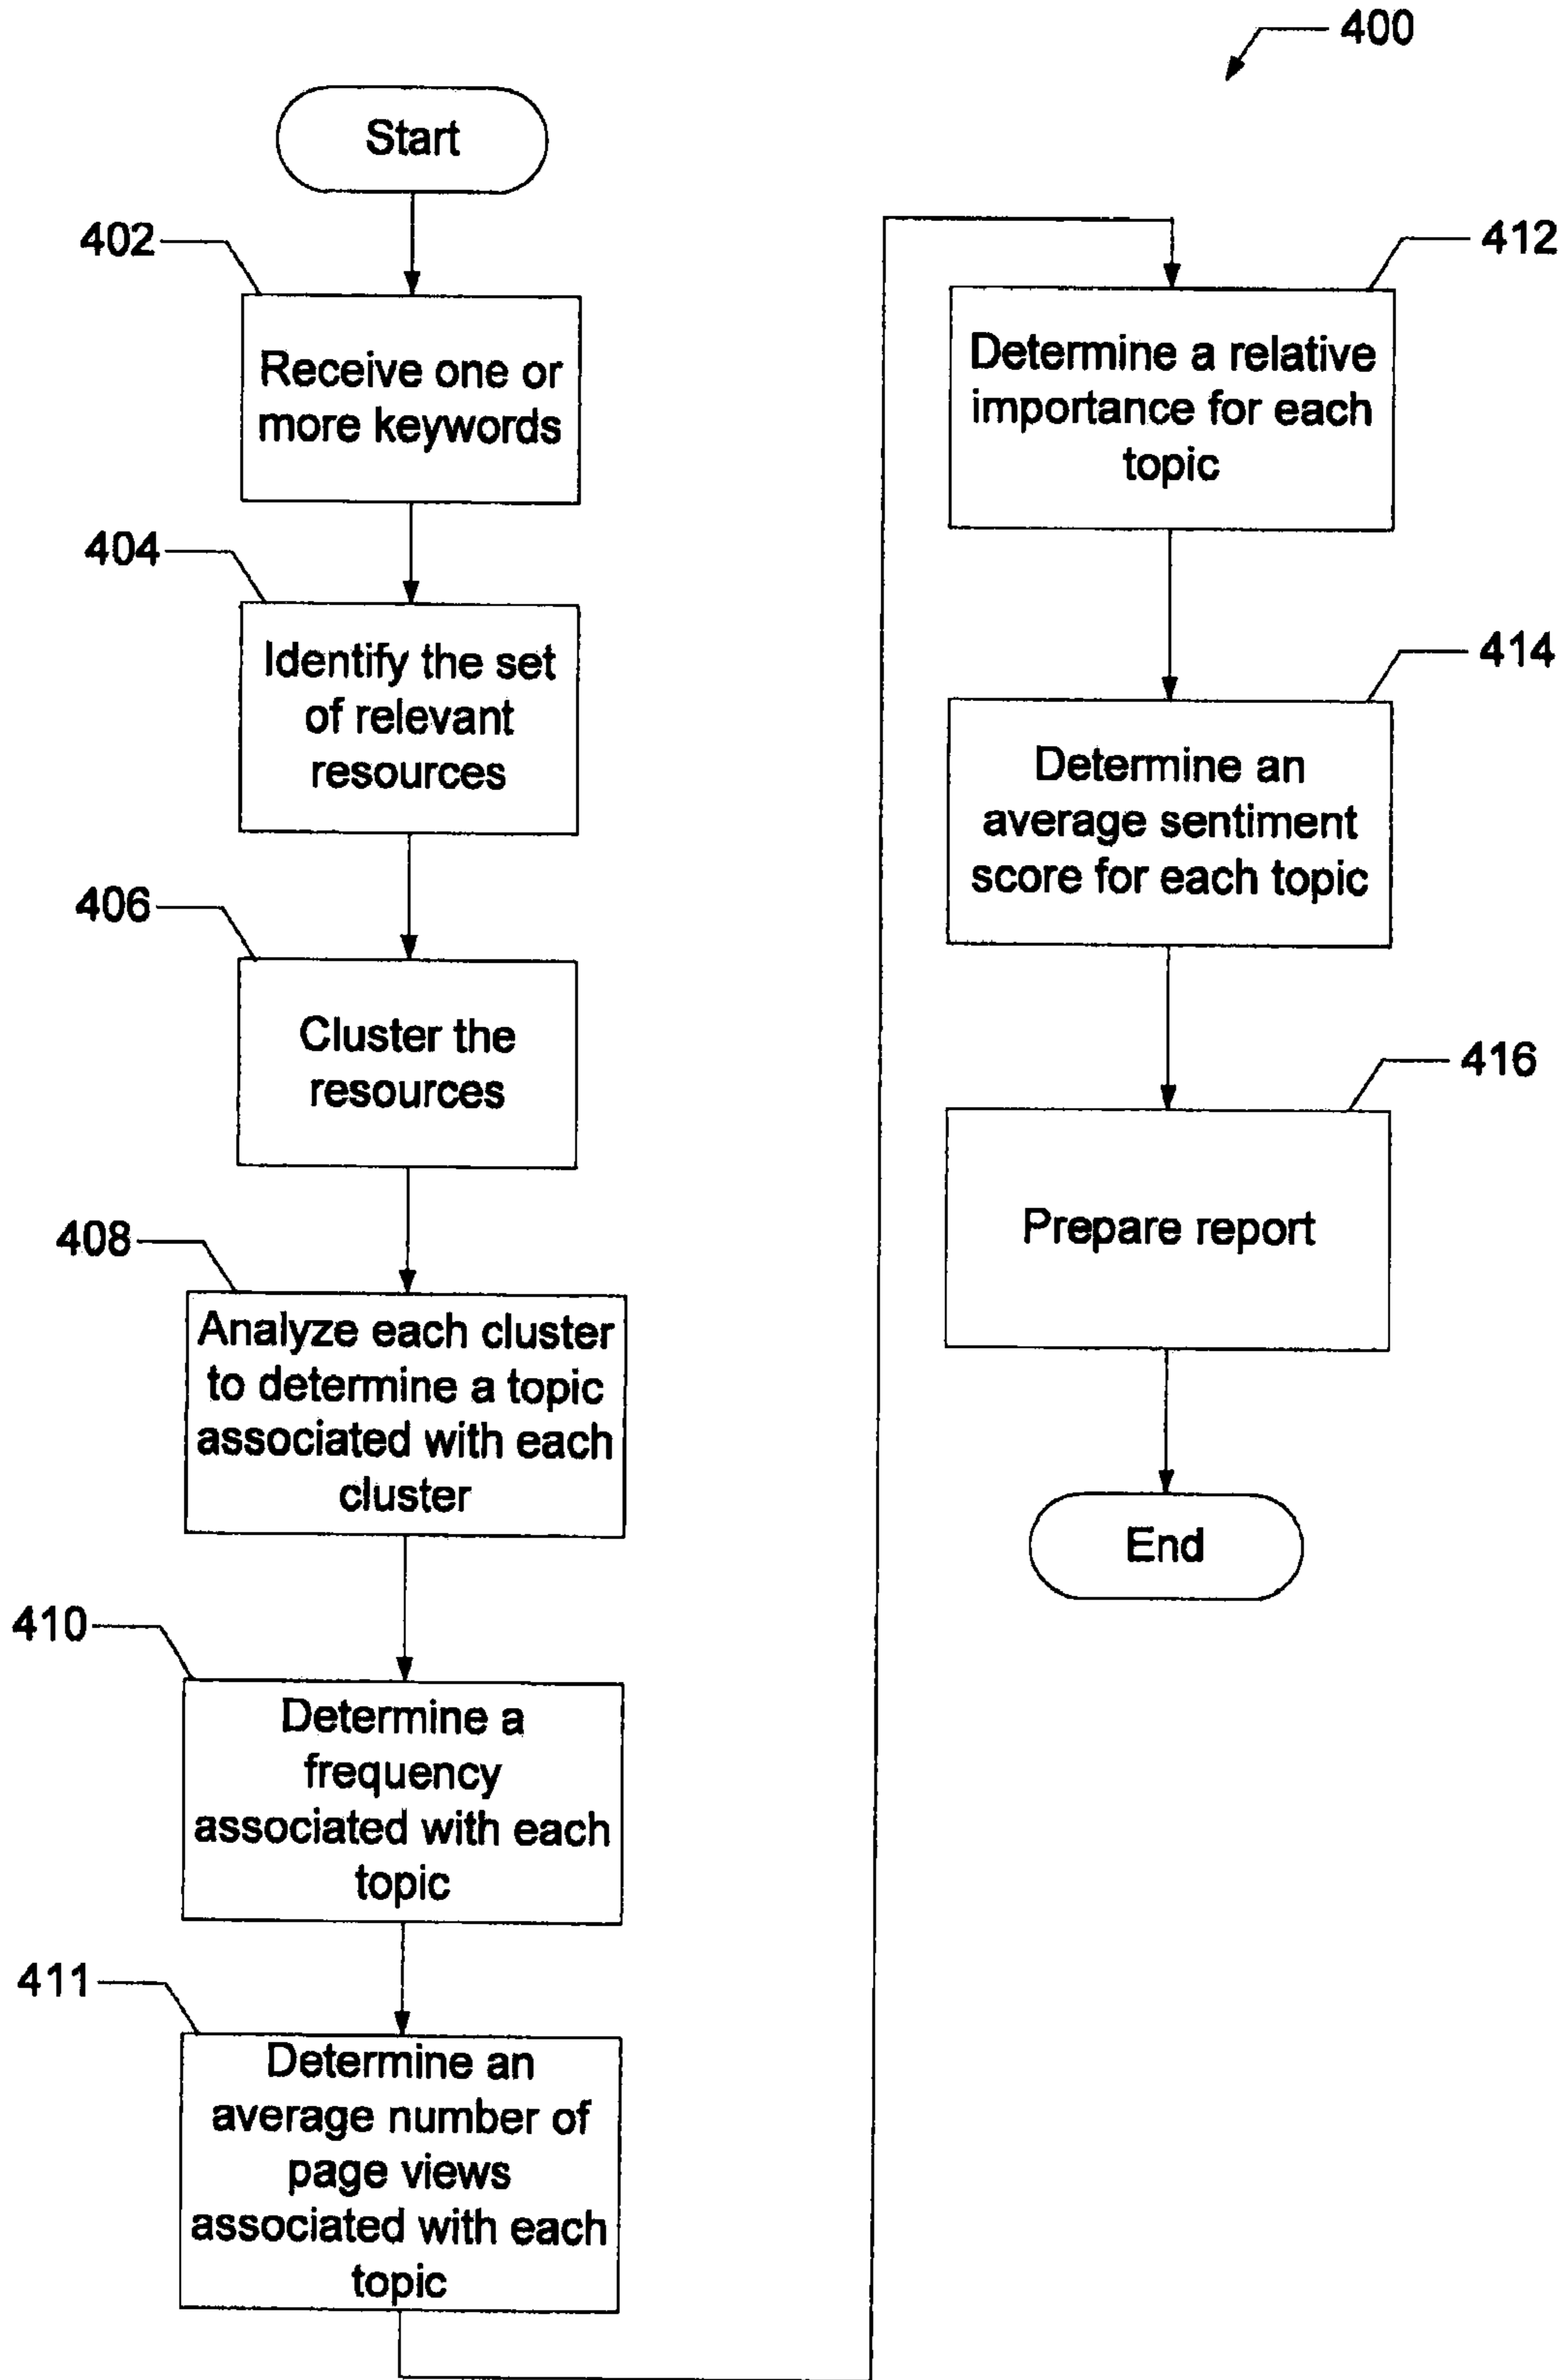 400
Start
402
Receive one or
more keywords
404
Identify the set
of relevant
resources
406
Cluster the
resources
408
Analyze each cluster
to determine a topic
associated with each
cluster
410
Determine a
frequency
associated with each
topic
411
Determine an
average number of
page views
associated with each
topic
412
Determine a relative
importance for each
topic
414
Determine an
average sentiment
score for each topic
416
Prepare report
End